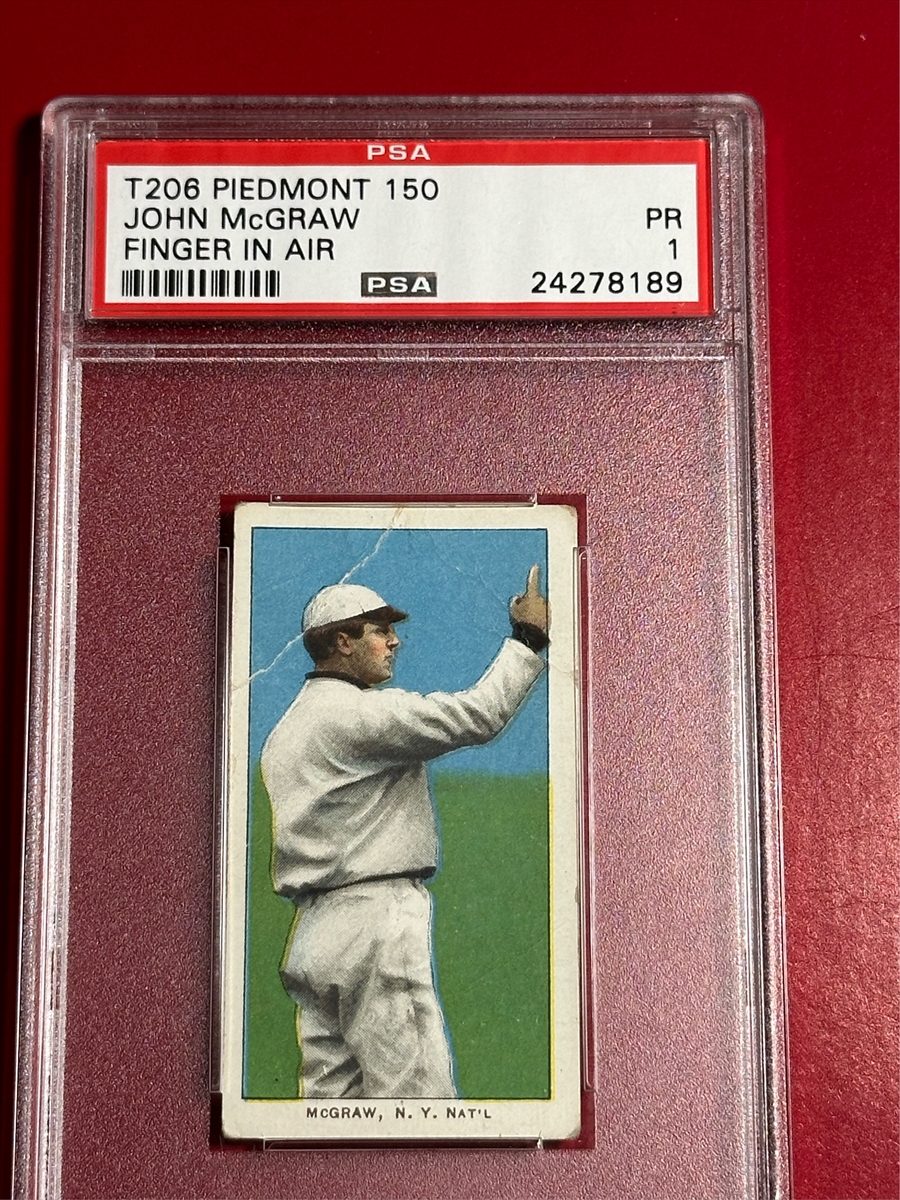 PSA
T206 PIEDMONT 150
JOHN McGRAW PR
FINGER IN AIR 1
PSA 24278189
McGRAW, N. Y. NAT'L